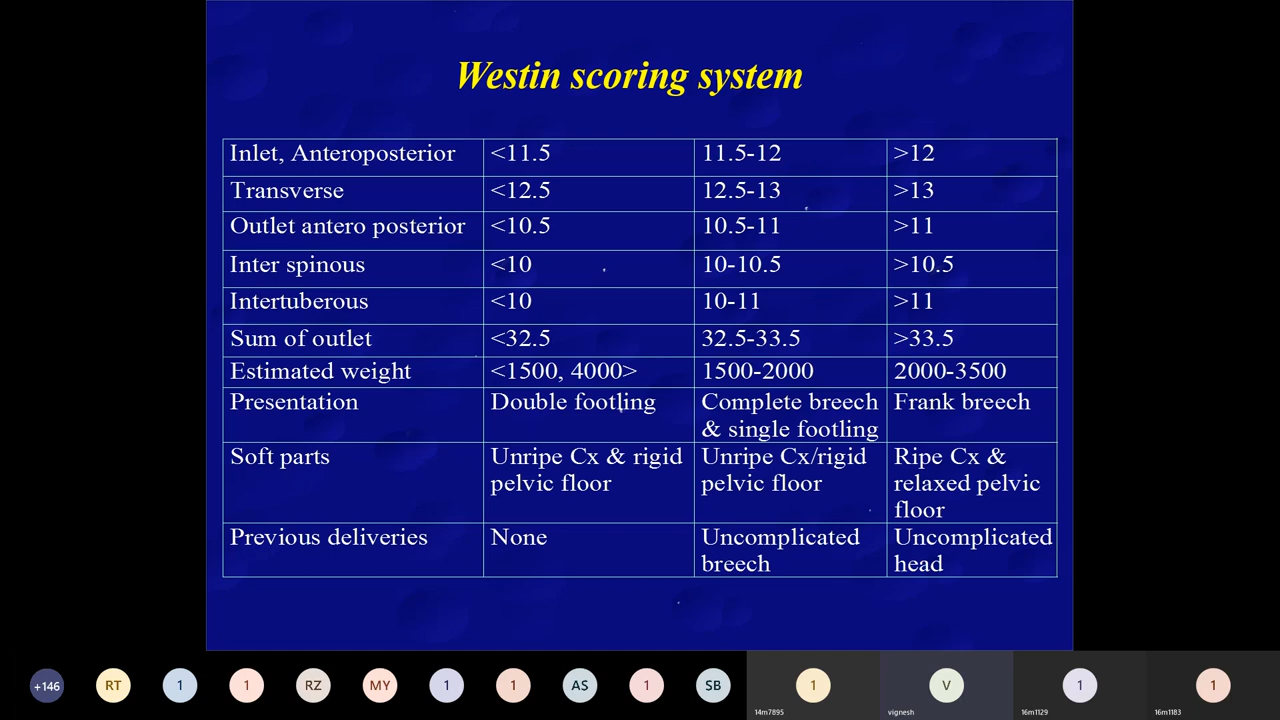 Westin scoring system
Inlet, Anteroposterior <11.5 11.5-12 >12
Transverse <12.5 12.5-13 >13
Outlet antero posterior <10.5 10.5-11 >11
Inter spinous <10 10-10.5 >10.5
Intertuberous <10 10-11 >11
Sum of outlet <32.5 32.5-33.5 >33.5
Estimated weight <1500, 4000> 1500-2000 2000-3500
Presentation Double footling Complete breech Frank breech
& single footling
Soft parts Unripe Cx & rigid Unripe Cx/rigid Ripe Cx &
pelvic floor pelvic floor relaxed pelvic
floor
Previous deliveries None Uncomplicated Uncomplicated
breech head
+146 RT 1 1 RZ MY 1 1 AS 1 SB 1 V 1 1
14m7895 vignesh 16m1129 16m1183